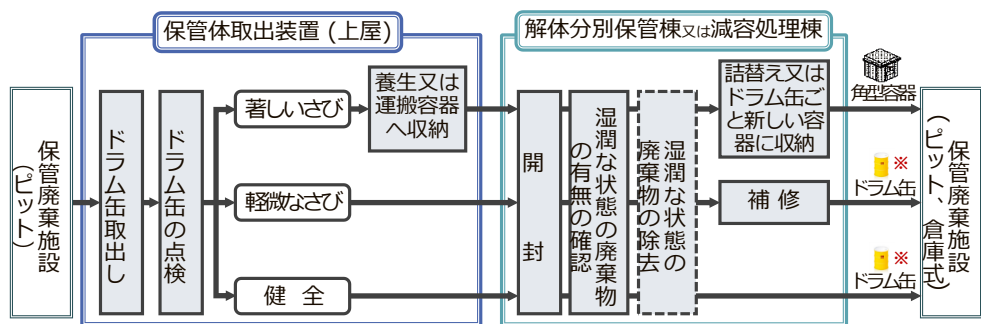 保管体取出装置 (上屋)
解体分別保管棟又は減容処理棟
保管廃棄施設
(ピット)
ドラム缶取出し
ドラム缶の点検
著しいさび
軽微なさび
健 全
養生又は
運搬容器
へ収納
開 封
湿潤な状態の廃棄物
の有無の確認
湿潤な状態の
廃棄物の除去
詰替え又は
ドラム缶ご
と新しい容
器に収納
補 修
角型容器
※
ドラム缶
※
ドラム缶
保管廃棄施設
(ピット、倉庫式)